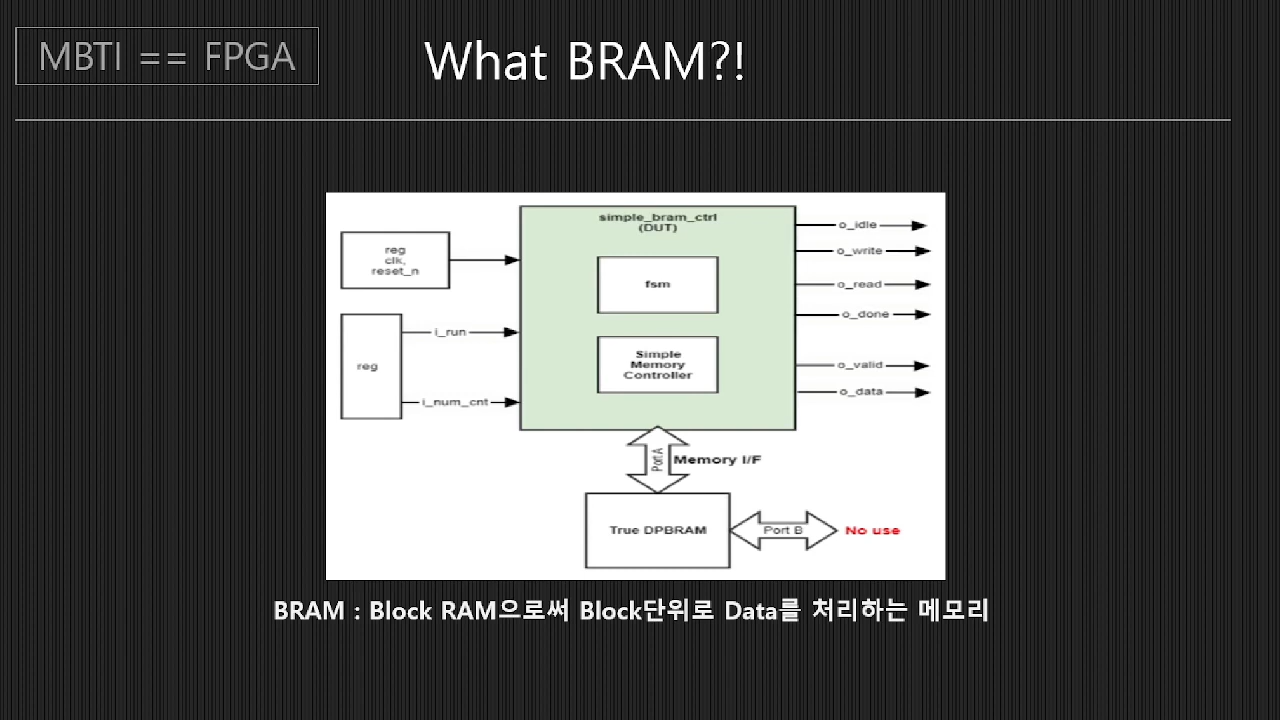 MBTI == FPGA
What BRAM?!
simple_bram_ctrl
(DUT)
reg
clk,
reset_n
fsm
reg
i_run
i_num_cnt
Simple
Memory
Controller
o_idle
o_write
o_read
o_done
o_valid
o_data
Port A
Memory I/F
True DPBRAM
Port B
No use
BRAM : Block RAM으로써 Block단위로 Data를 처리하는 메모리